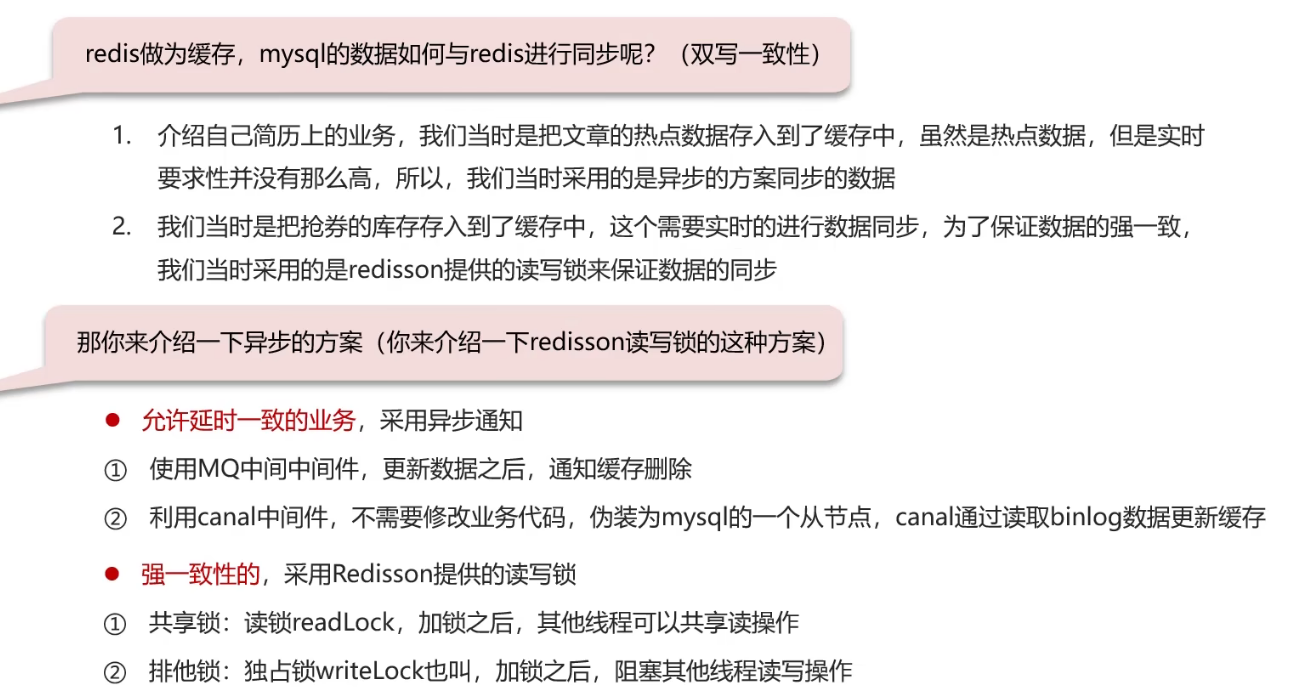 redis做为缓存，mysql的数据如何与redis进行同步呢？（双写一致性）
1. 介绍自己简历上的业务，我们当时是把文章的热点数据存入到了缓存中，虽然是热点数据，但是实时
要求性并没有那么高，所以，我们当时采用的是异步的方案同步的数据
2. 我们当时是把抢券的库存存入到了缓存中，这个需要实时的进行数据同步，为了保证数据的强一致，
我们当时采用的是redisson提供的读写锁来保证数据的同步
那你来介绍一下异步的方案（你来介绍一下redisson读写锁的这种方案）
● 允许延时一致的业务，采用异步通知
① 使用MQ中间中间件，更新数据之后，通知缓存删除
② 利用canal中间件，不需要修改业务代码，伪装为mysql的一个从节点，canal通过读取binlog数据更新缓存
● 强一致性的，采用Redisson提供的读写锁
① 共享锁：读锁readLock，加锁之后，其他线程可以共享读操作
② 排他锁：独占锁writeLock也叫，加锁之后，阻塞其他线程读写操作